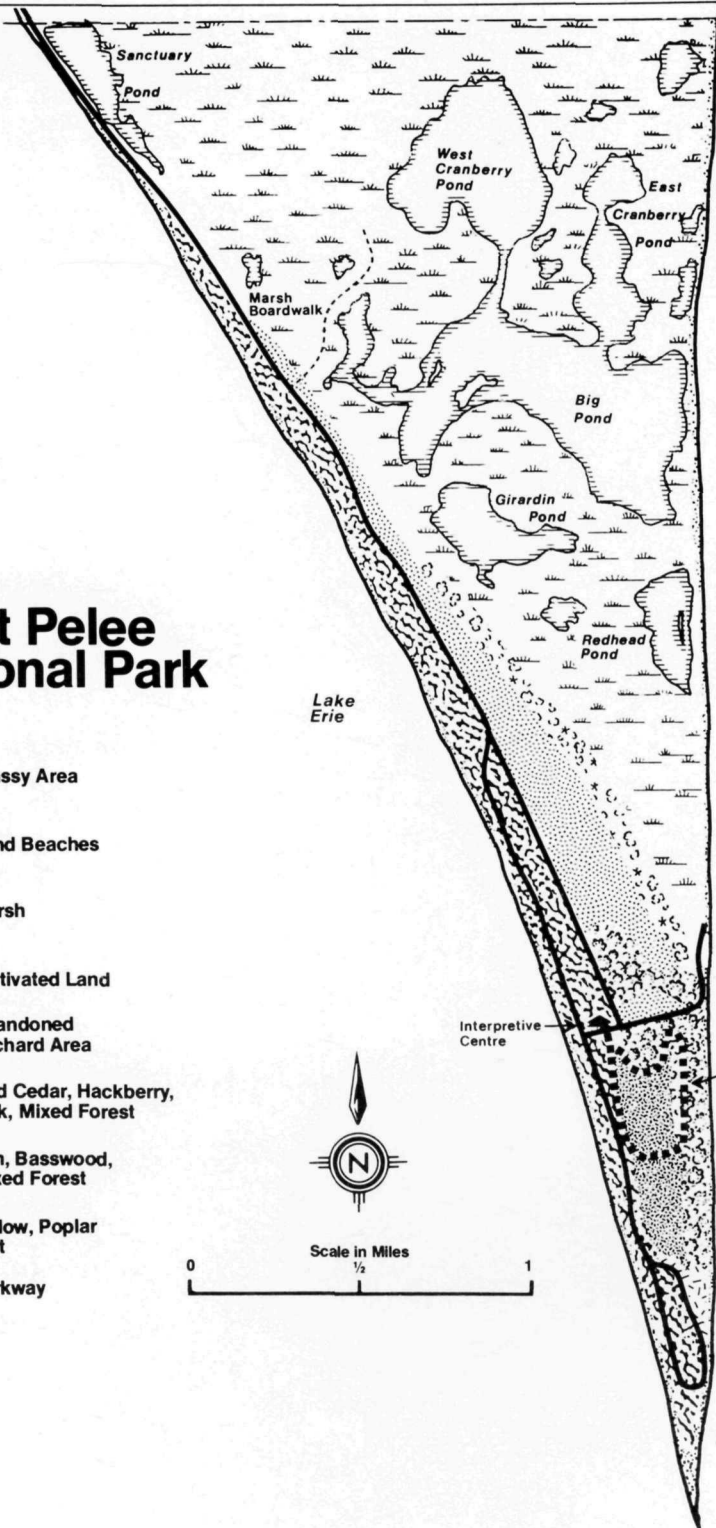 Sanctuary
Pond
West
Cranberry
Pond
East
Cranberry
Pond
Marsh
Boardwalk
Big
Pond
Girardin
Pond
Redhead
Pond
t Pelee
onal Park
Lake
Erie
ssy Area
nd Beaches
rsh
tivated Land
andoned
chard Area
d Cedar, Hackberry,
k, Mixed Forest
n, Basswood,
xed Forest
low, Poplar
t
rkway
Interpretive
Centre
N
Scale in Miles
0 ½ 1